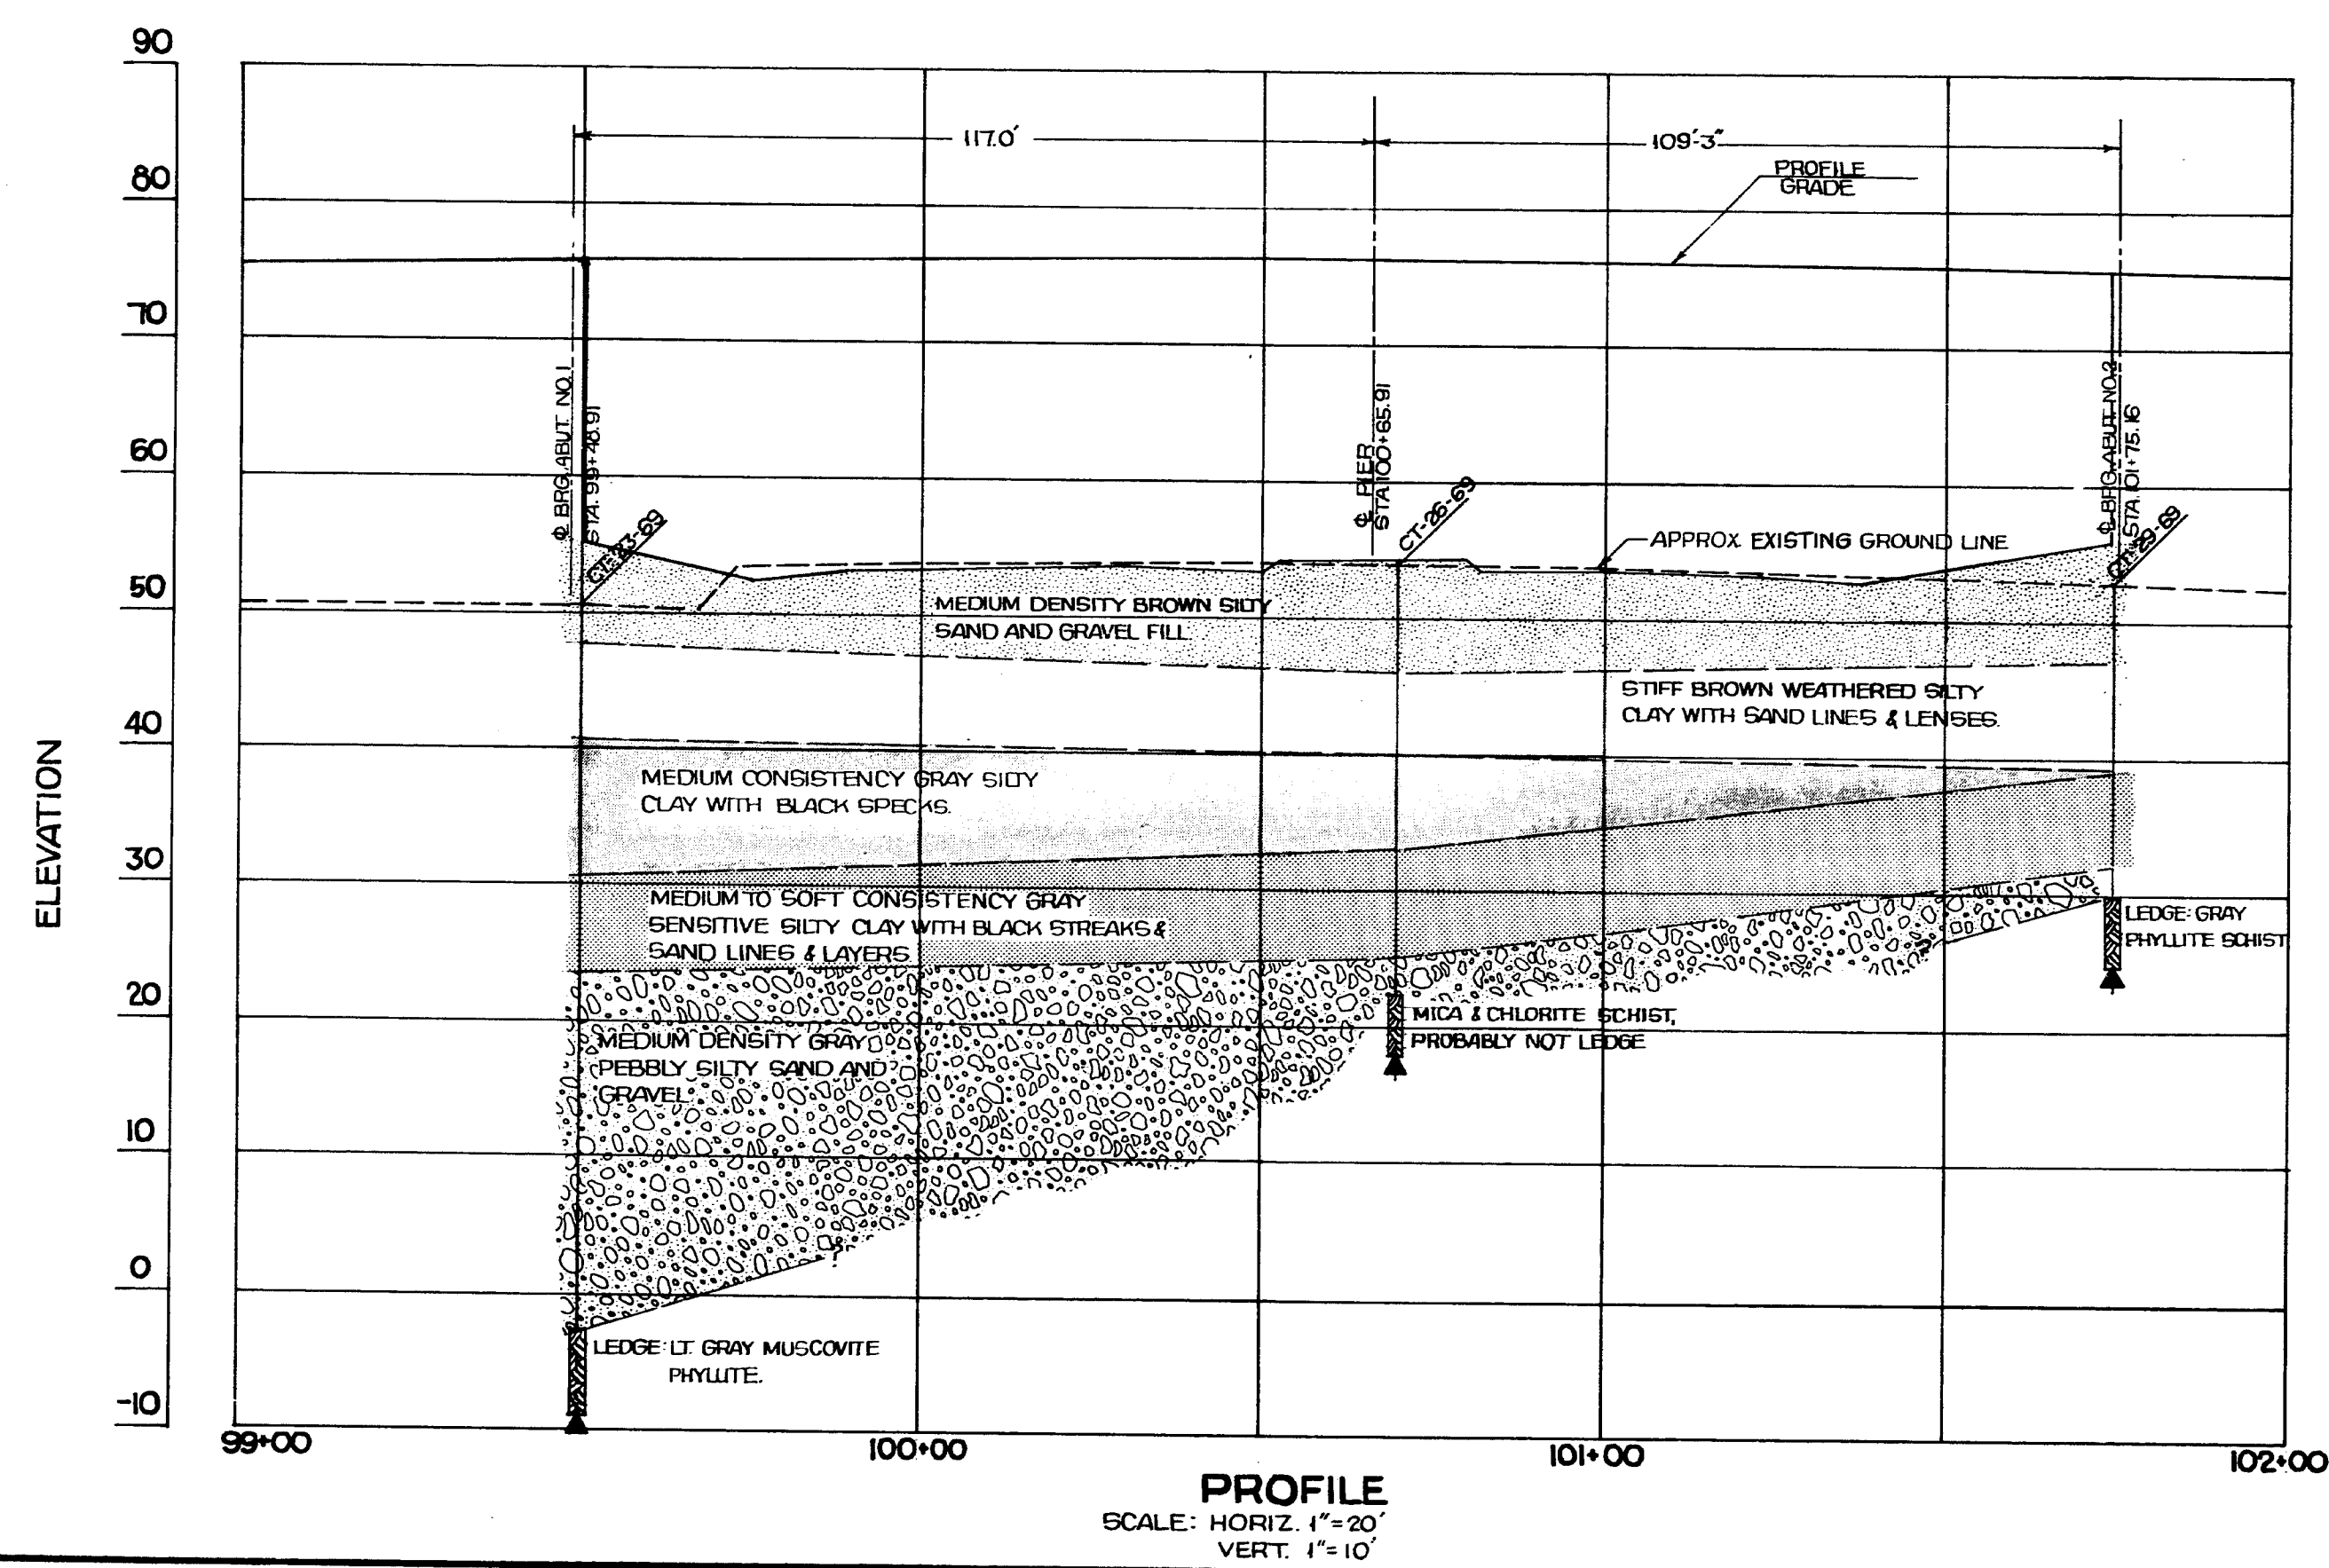 90
80
70
60
50
40
30
20
10
0
-10
ELEVATION
117.0'
109'-3"
PROFILE
GRADE
℄ BRG. ABUT. NO. 1
STA. 99+48.91
CT-23-69
℄ PIER
STA 100+65.91
CT-26-69
℄ BRG. ABUT. NO. 2
STA. 101+75.16
CT-29-69
APPROX. EXISTING GROUND LINE
MEDIUM DENSITY BROWN SILTY
SAND AND GRAVEL FILL.
STIFF BROWN WEATHERED SILTY
CLAY WITH SAND LINES & LENSES.
MEDIUM CONSISTENCY GRAY SILTY
CLAY WITH BLACK SPECKS.
MEDIUM TO SOFT CONSISTENCY GRAY
SENSITIVE SILTY CLAY WITH BLACK STREAKS &
SAND LINES & LAYERS.
LEDGE: GRAY
PHYLLITE SCHIST
MICA & CHLORITE SCHIST,
PROBABLY NOT LEDGE
MEDIUM DENSITY GRAY
PEBBLY SILTY SAND AND
GRAVEL.
?
?
LEDGE: LT. GRAY MUSCOVITE
PHYLLITE.
99+00
100+00
101+00
102+00
PROFILE
SCALE: HORIZ. 1"=20'
VERT. 1"=10'